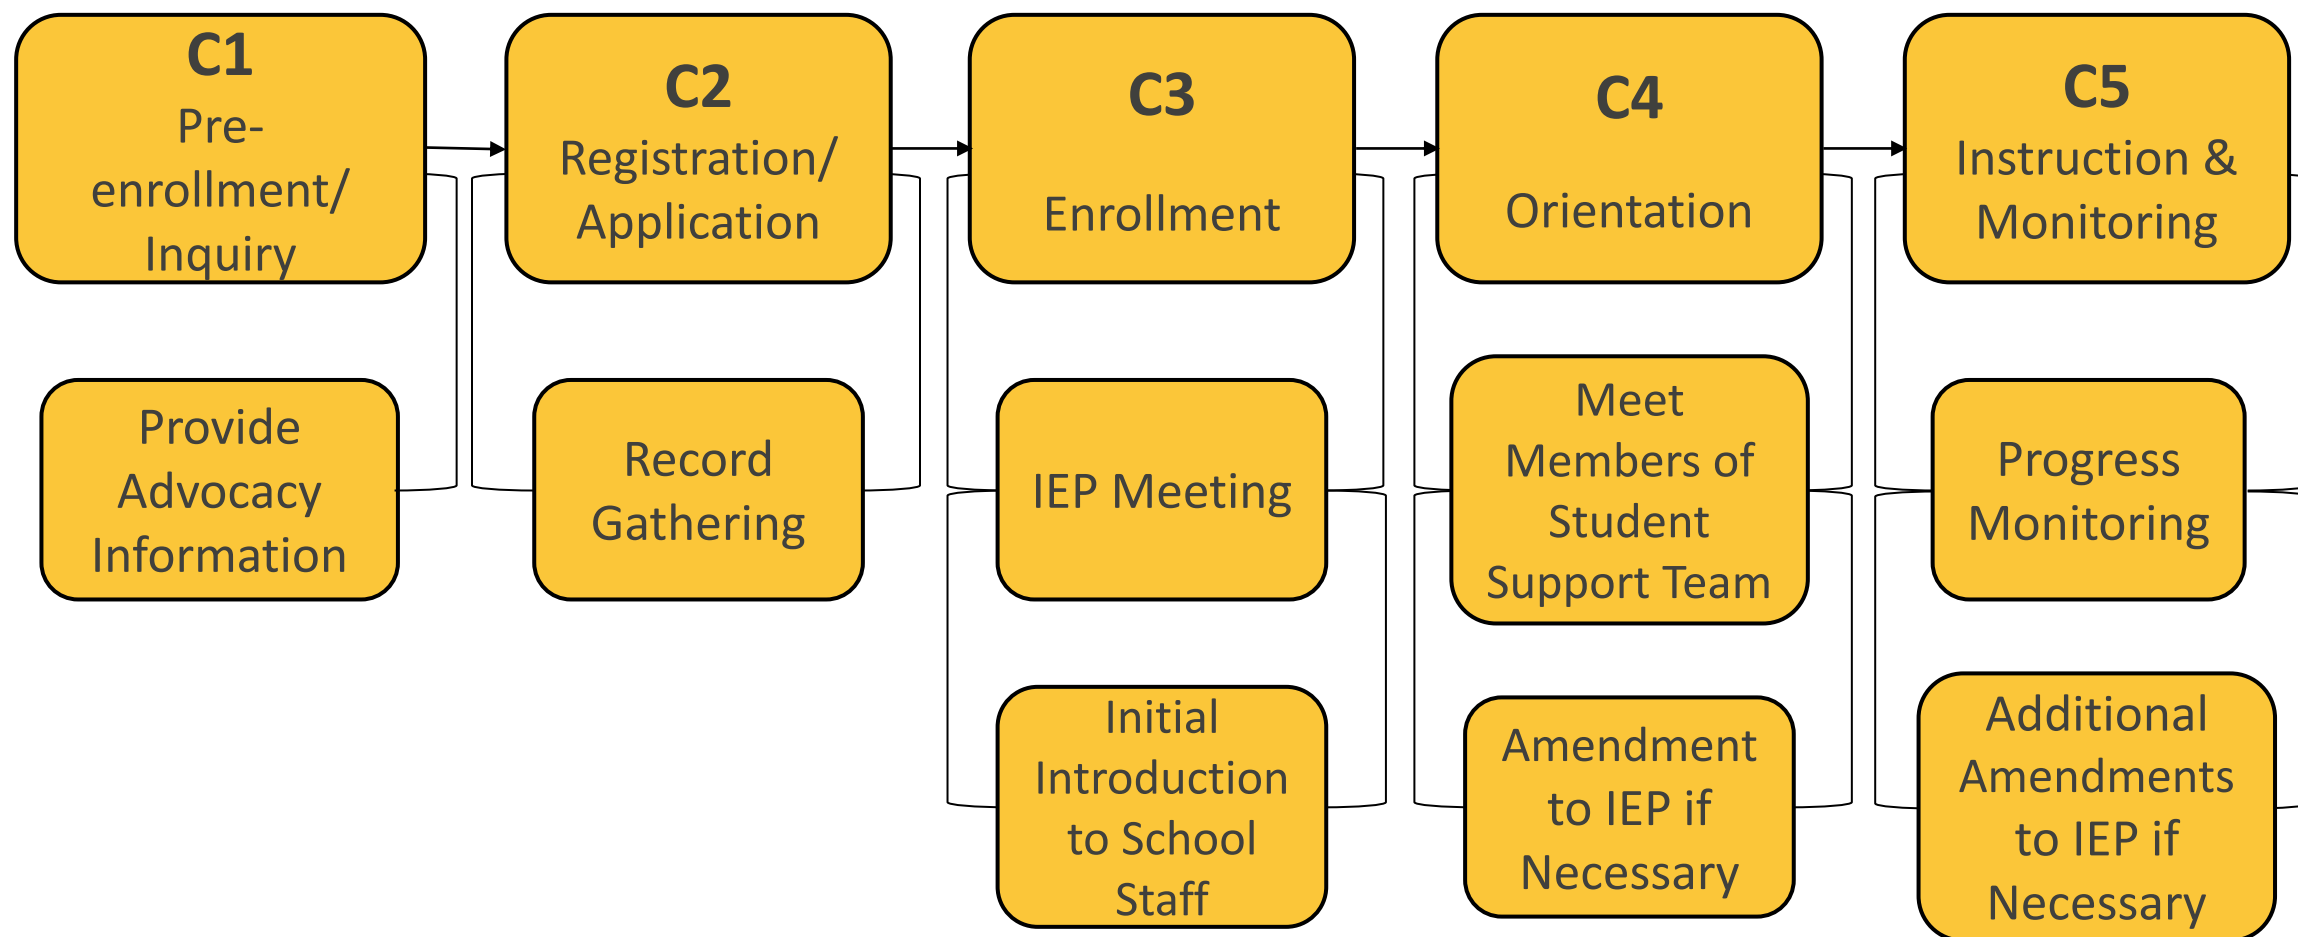 C1
Pre-
enrollment/
Inquiry
C2
Registration/
Application
C3
Enrollment
C4
Orientation
C5
Instruction &
Monitoring
Provide
Advocacy
Information
Record
Gathering
IEP Meeting
Meet
Members of
Student
Support Team
Progress
Monitoring
Initial
Introduction
to School
Staff
Amendment
to IEP if
Necessary
Additional
Amendments
to IEP if
Necessary